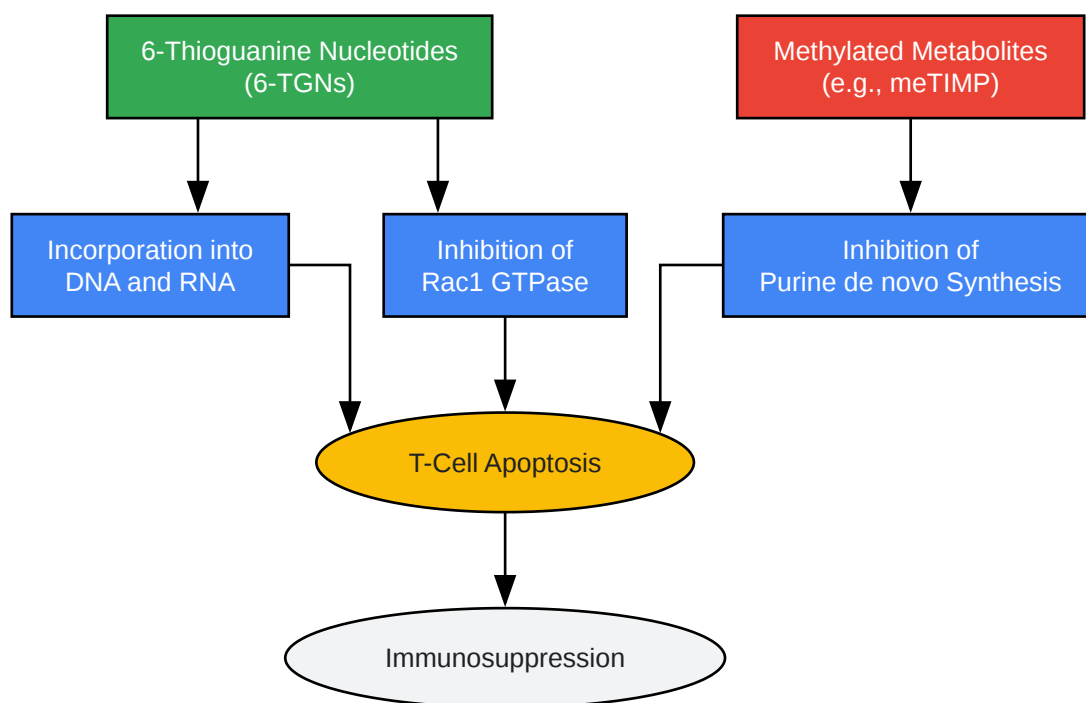 6-Thioguanine Nucleotides
(6-TGNs)
Methylated Metabolites
(e.g., meTIMP)
Incorporation into
DNA and RNA
Inhibition of
Rac1 GTPase
Inhibition of
Purine de novo Synthesis
T-Cell Apoptosis
Immunosuppression